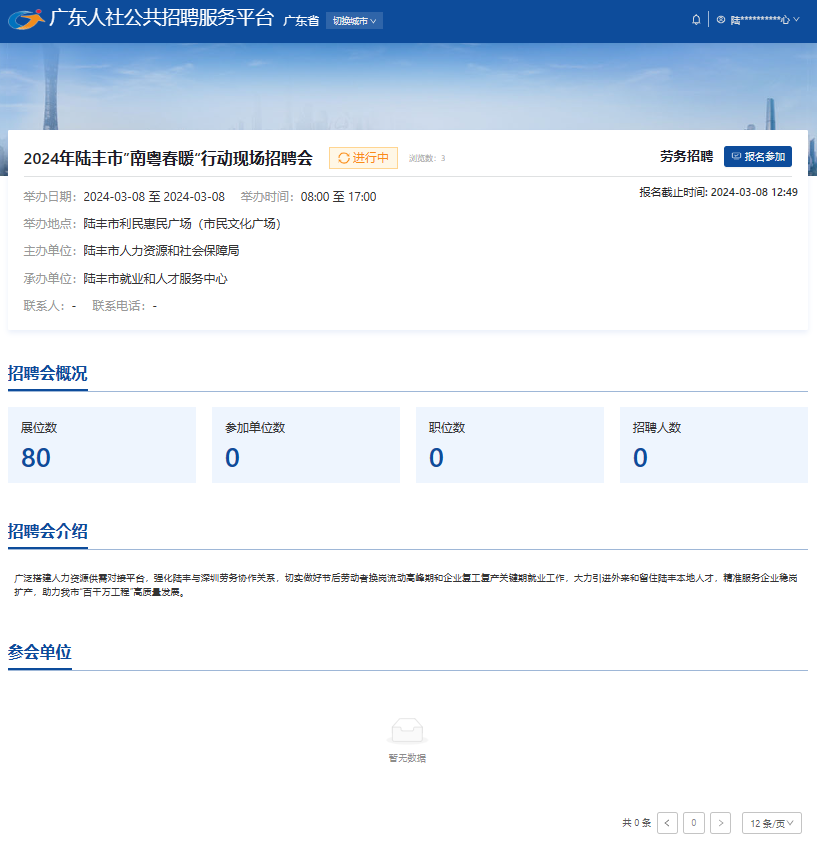 广东人社公共招聘服务平台 广东省 切换城市 陆**********心
2024年陆丰市"南粤春暖"行动现场招聘会 进行中 浏览数：3 劳务招聘 报名参加
举办日期：2024-03-08 至 2024-03-08 举办时间：08:00 至 17:00 报名截止时间: 2024-03-08 12:49
举办地点：陆丰市利民惠民广场（市民文化广场）
主办单位：陆丰市人力资源和社会保障局
承办单位：陆丰市就业和人才服务中心
联系人：- 联系电话：-
招聘会概况
展位数 参加单位数 职位数 招聘人数
80 0 0 0
招聘会介绍
广泛搭建人力资源供需对接平台，强化陆丰与深圳劳务协作关系，切实做好节后劳动者换岗流动高峰期和企业复工复产关键期就业工作，大力引进外来和留住陆丰本地人才，精准服务企业稳岗
扩产，助力我市"百千万工程"高质量发展。
参会单位
暂无数据
共 0 条 < 0 > 12 条/页